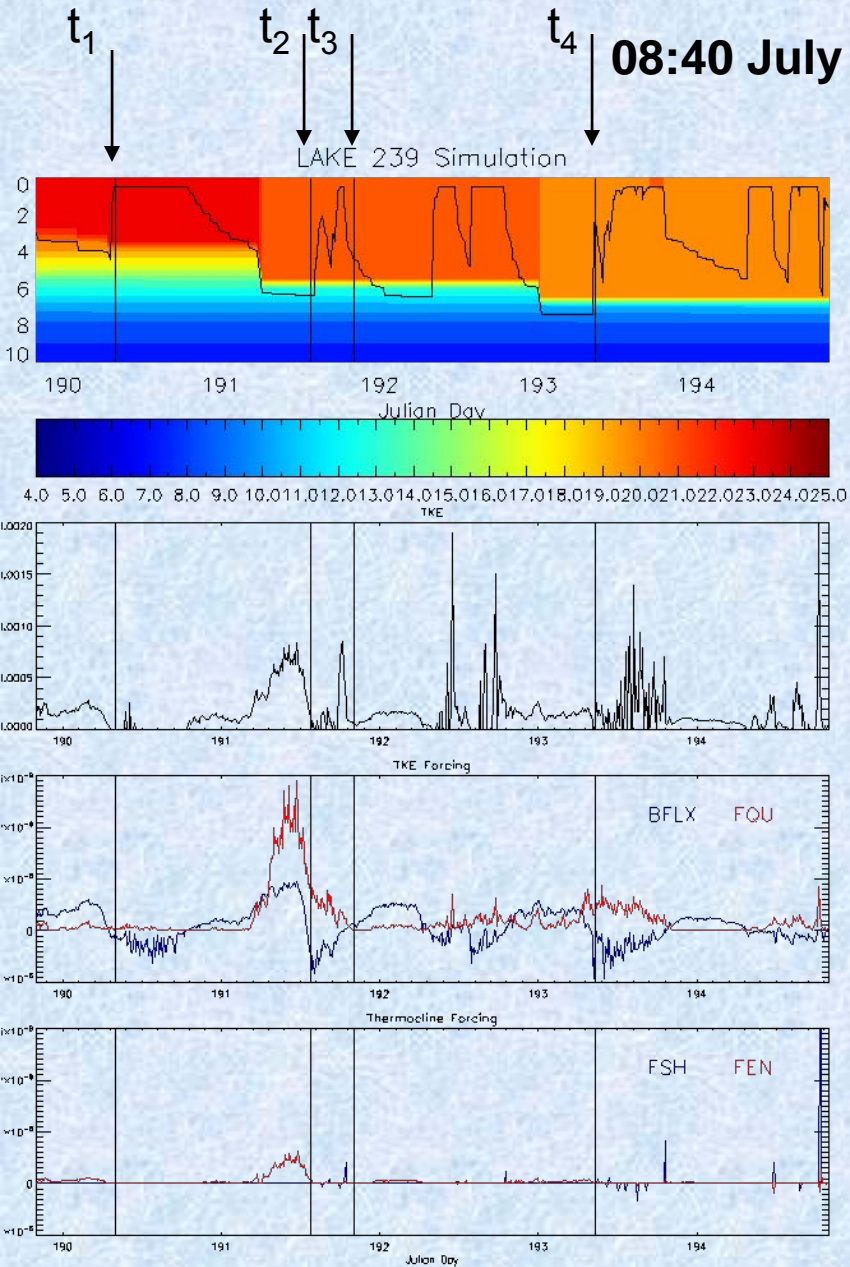 t1 t2 t3 t4
08:40 July
LAKE 239 Simulation
0
2
4
6
8
10
190 191 192 193 194
Julian Day
4.0 5.0 6.0 7.0 8.0 9.0 10.0 11.0 12.0 13.0 14.0 15.0 16.0 17.0 18.0 19.0 20.0 21.0 22.0 23.0 24.0 25.0
TKE
.0020
.0015
.0010
.0005
.0000
190 191 192 193 194
TKE Forcing
BFLX FQU
0
190 191 192 193 194
Thermocline Forcing
FSH FEN
0
190 191 192 193 194
Julian Day